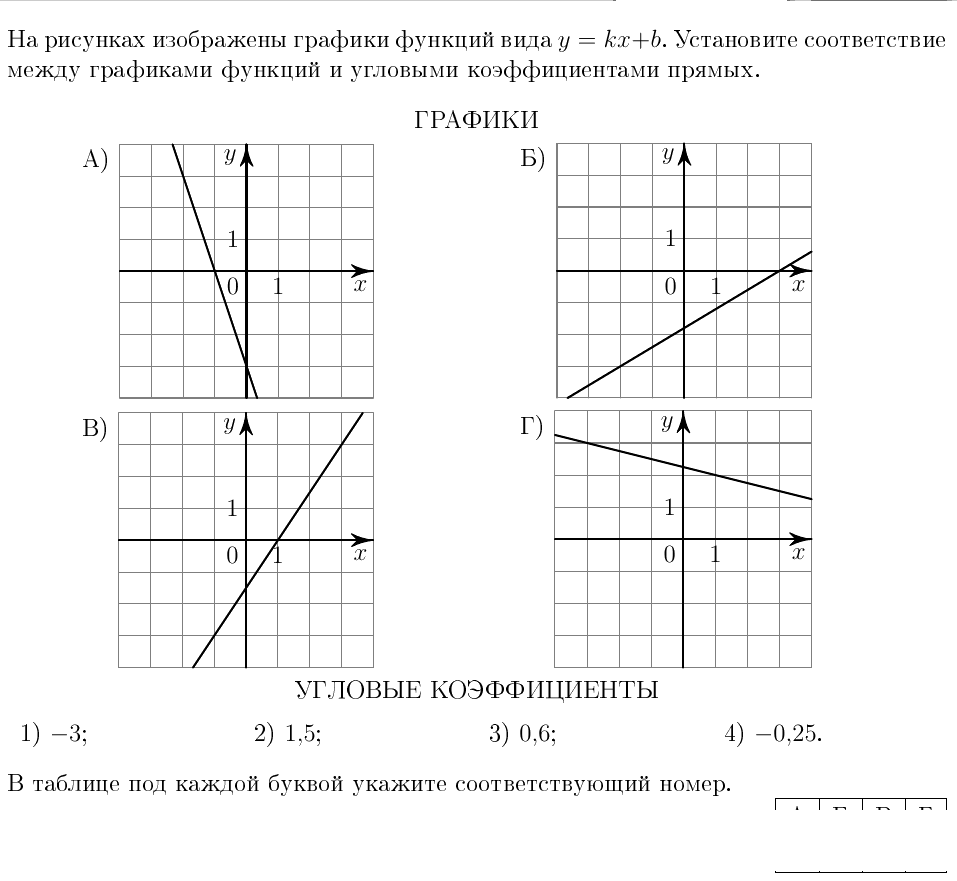 На рисунках изображены графики функций вида y = kx+b. Установите соответствие
между графиками функций и угловыми коэффициентами прямых.
ГРАФИКИ
А) y 1 0 1 x
Б) y 1 0 1 x
В) y 1 0 1 x
Г) y 1 0 1 x
УГЛОВЫЕ КОЭФФИЦИЕНТЫ
1) −3; 2) 1,5; 3) 0,6; 4) −0,25.
В таблице под каждой буквой укажите соответствующий номер.